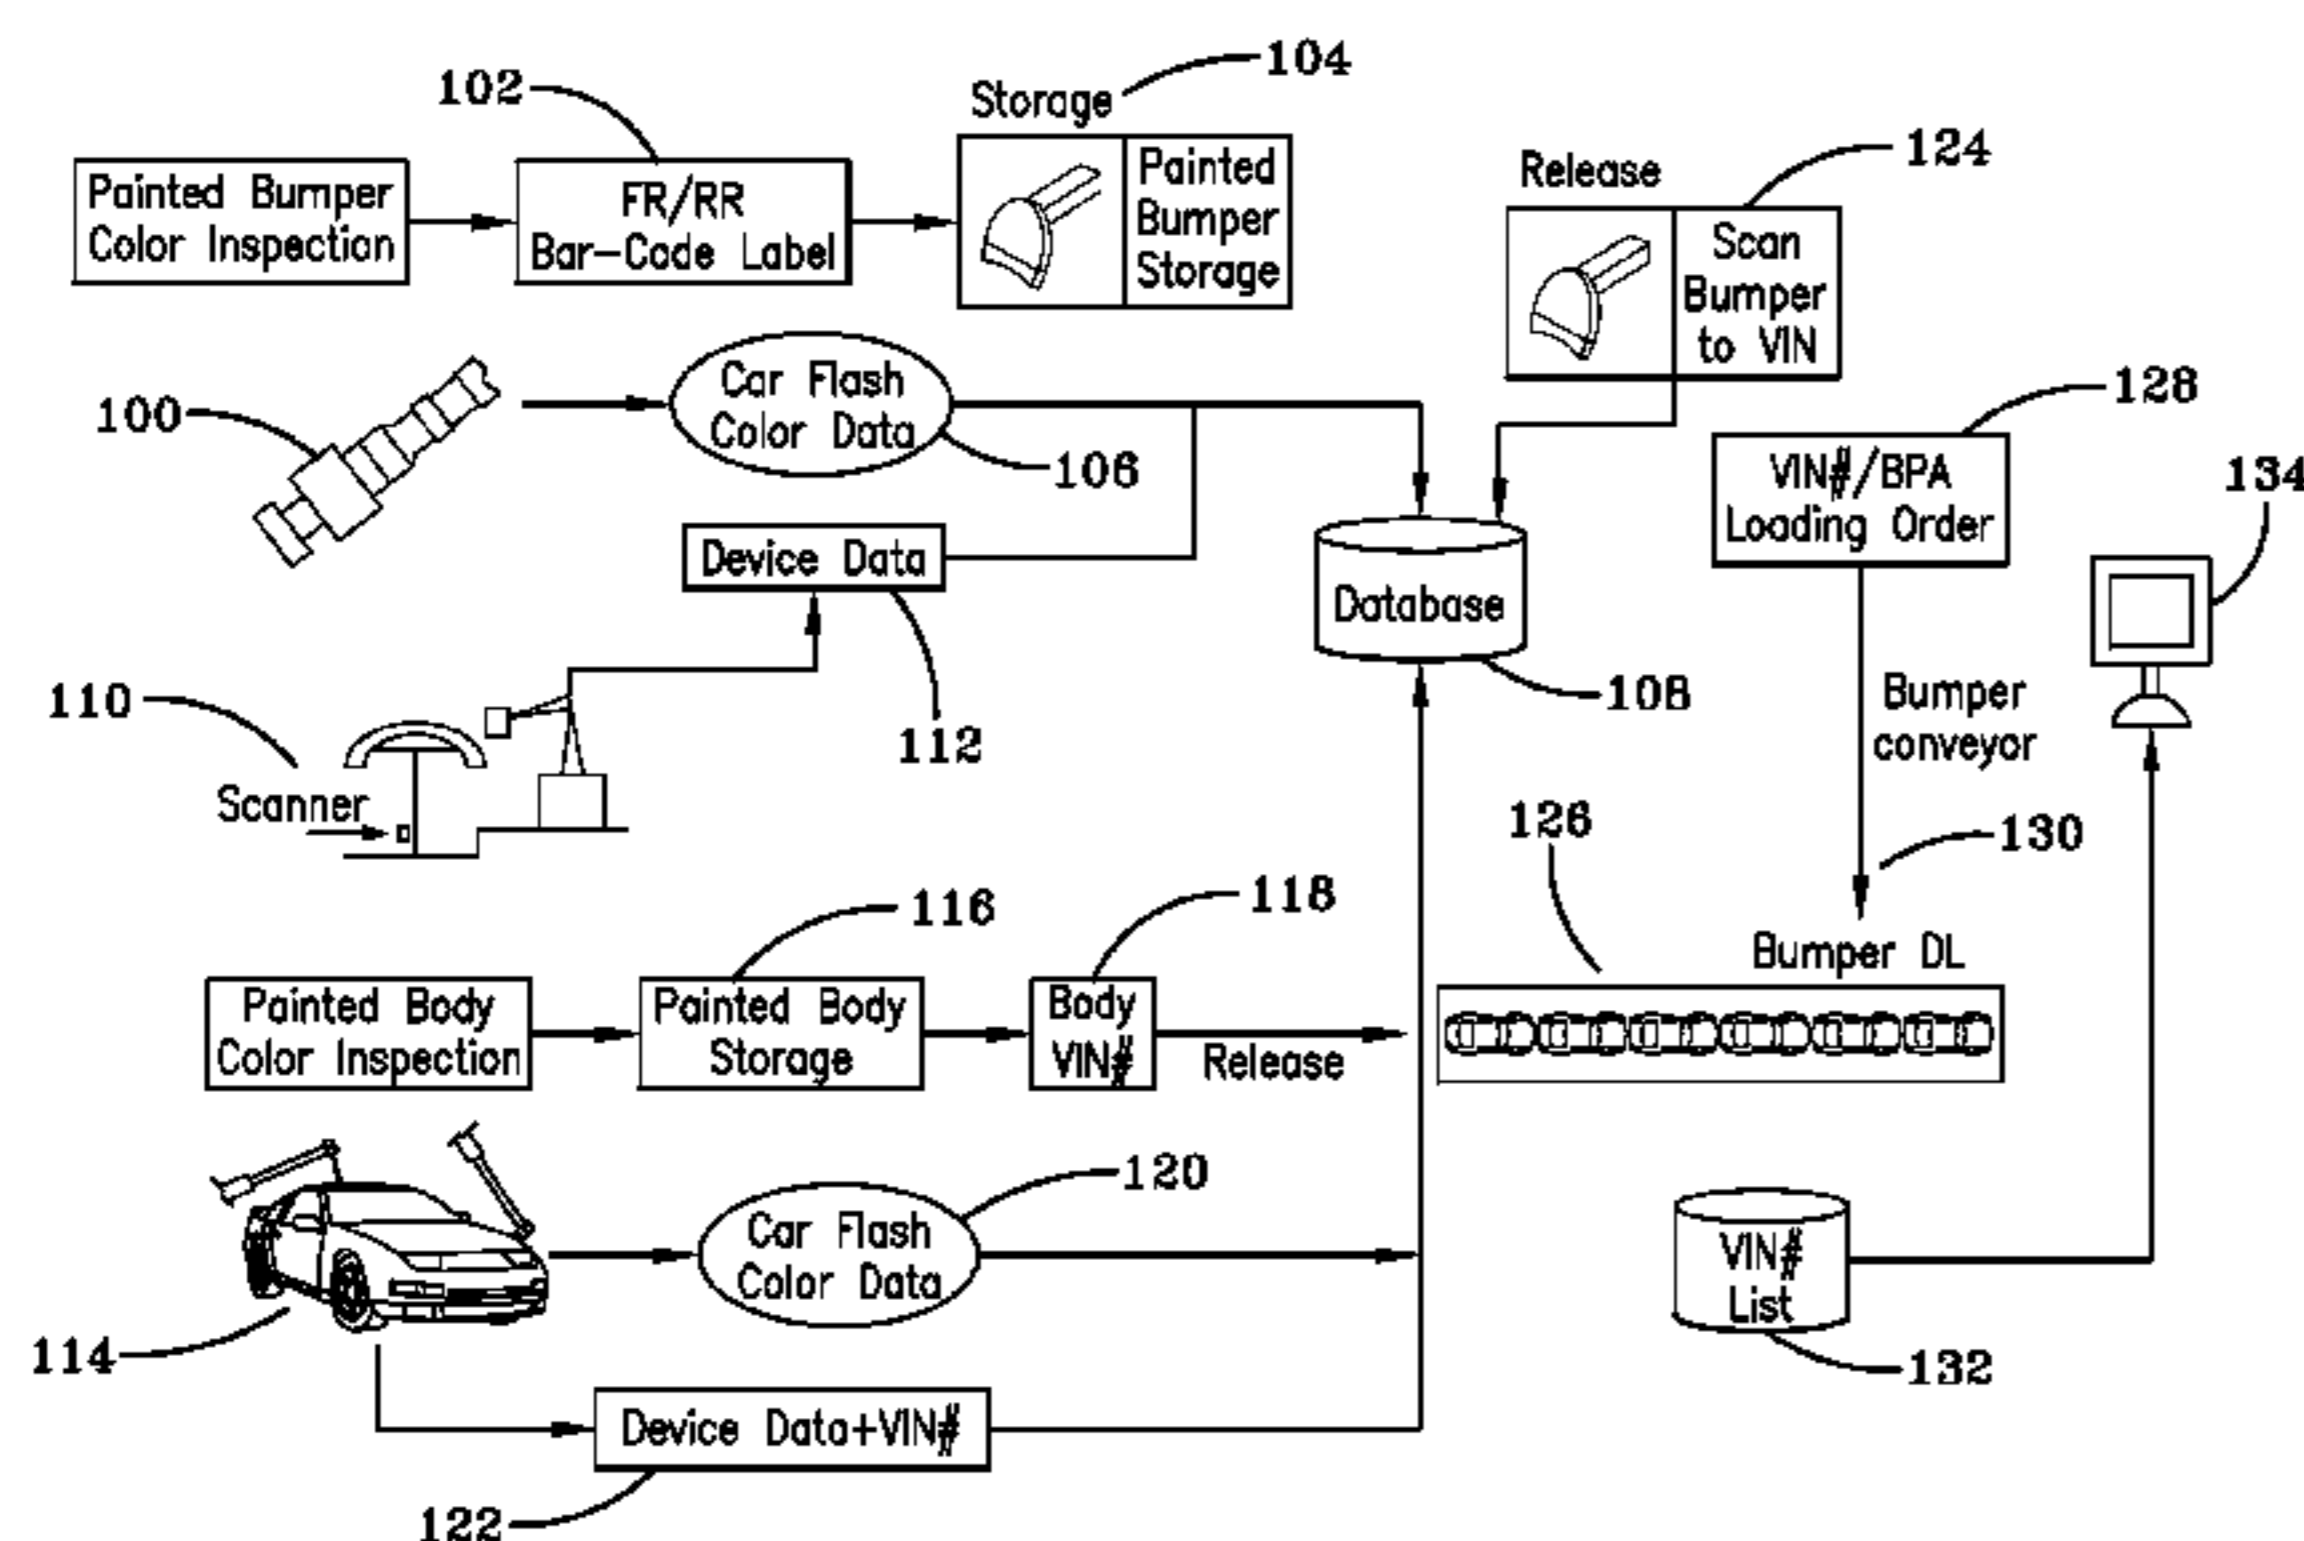 104
102
Storage
124
Release
Painted Bumper
Color Inspection
FR/RR
Bar-Code Label
Painted
Bumper
Storage
Scan
Bumper
to VIN
128
100
Car Flash
Color Data
106
VIN#/BPA
Loading Order
134
Device Data
Database
108
112
110
Scanner
Bumper
conveyor
126
130
116
118
Bumper DL
Painted Body
Color Inspection
Painted Body
Storage
Body
VIN#
Release
120
Car Flash
Color Data
114
VIN#
List
132
Device Data+VIN#
122